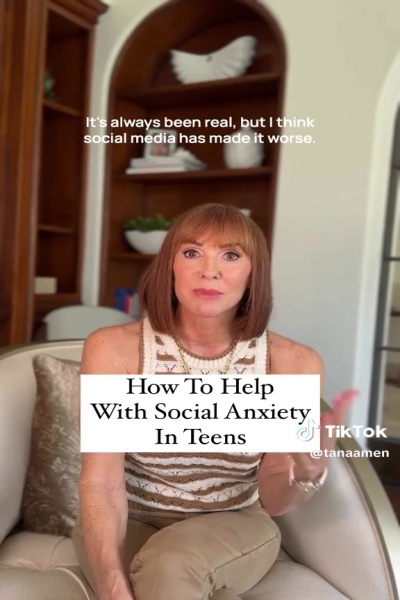 It's always been real, but I think
social media has made it worse.
How To Help
With Social Anxiety
In Teens
TikTok
@tanaamen